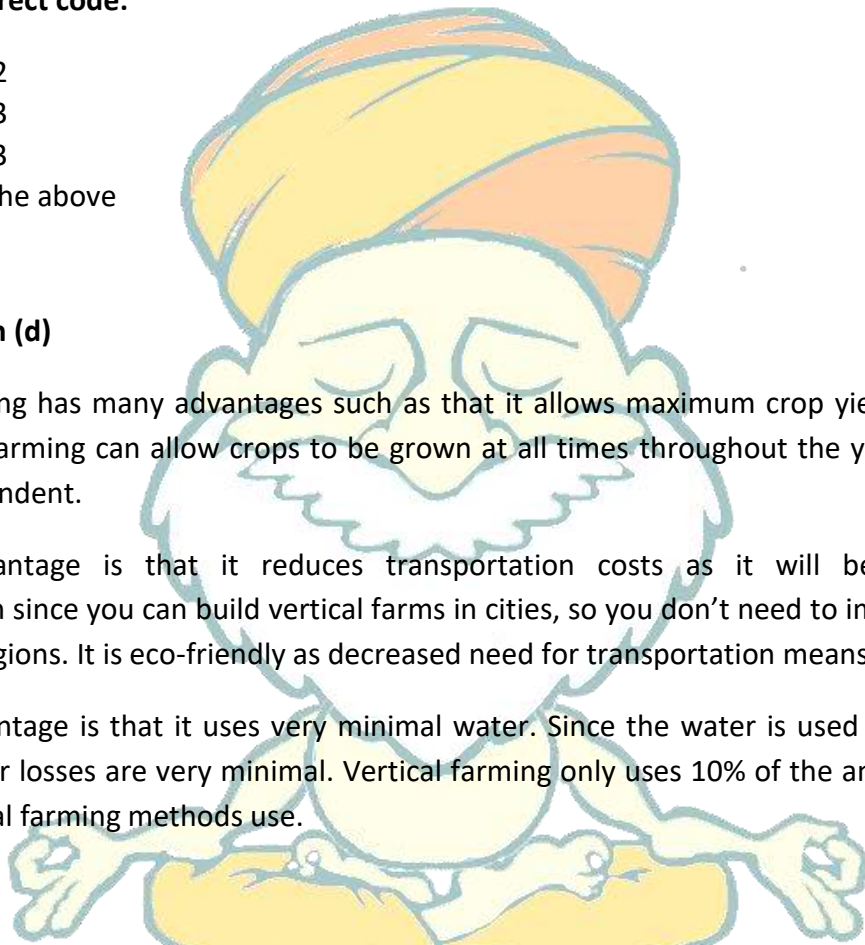 rect code:
2
3
3
he above
n (d)
ng has many advantages such as that it allows maximum crop yie
arming can allow crops to be grown at all times throughout the y
ndent.
antage is that it reduces transportation costs as it will be
n since you can build vertical farms in cities, so you don't need to in
gions. It is eco-friendly as decreased need for transportation means
ntage is that it uses very minimal water. Since the water is used
r losses are very minimal. Vertical farming only uses 10% of the an
al farming methods use.